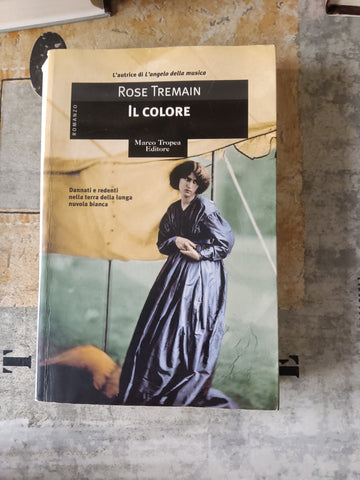 L'autrice di L'angelo della musica
ROMANZO
ROSE TREMAIN
IL COLORE
Marco Tropea
Editore
Dannati e redenti
nella terra della lunga
nuvola bianca